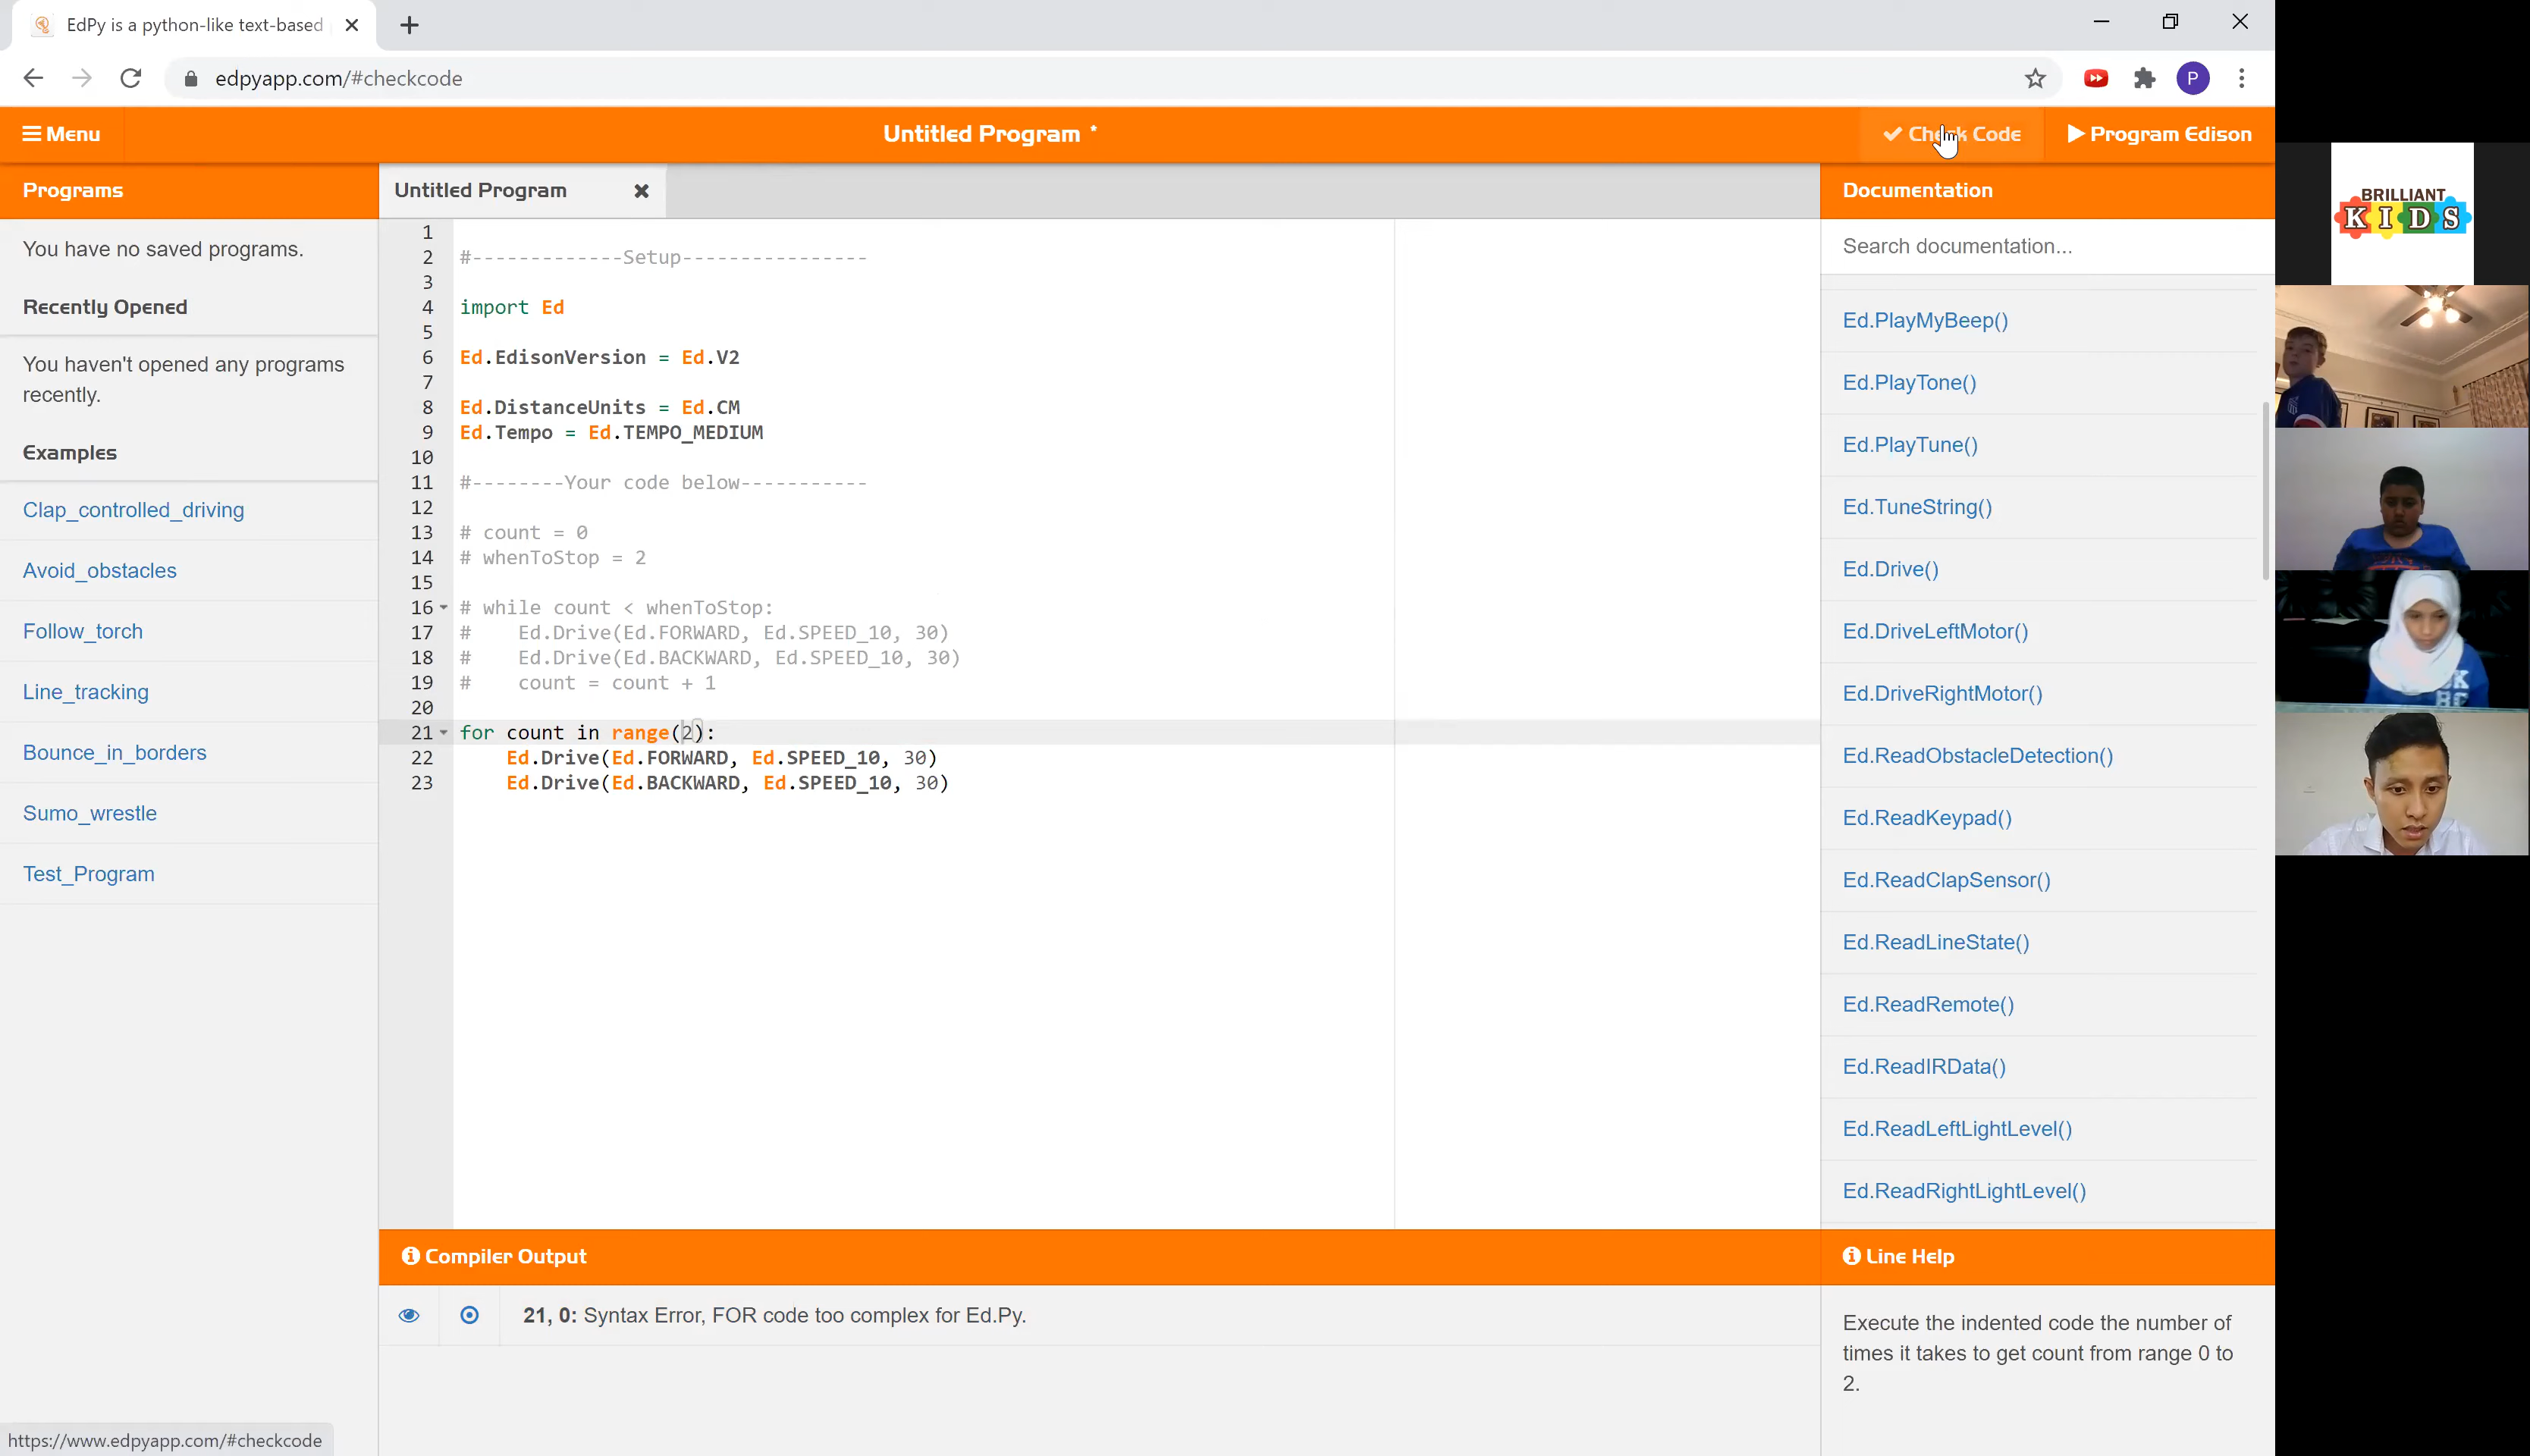 EdPy is a python-like text-based
edpyapp.com/#checkcode
P
Menu
Untitled Program *
Check Code
Program Edison
Programs
You have no saved programs.
Recently Opened
You haven't opened any programs
recently.
Examples
Clap_controlled_driving
Avoid_obstacles
Follow_torch
Line_tracking
Bounce_in_borders
Sumo_wrestle
Test_Program
Untitled Program
1
2 #-------------Setup----------------
3
4 import Ed
5
6 Ed.EdisonVersion = Ed.V2
7
8 Ed.DistanceUnits = Ed.CM
9 Ed.Tempo = Ed.TEMPO_MEDIUM
10
11 #--------Your code below-----------
12
13 # count = 0
14 # whenToStop = 2
15
16 # while count < whenToStop:
17 #    Ed.Drive(Ed.FORWARD, Ed.SPEED_10, 30)
18 #    Ed.Drive(Ed.BACKWARD, Ed.SPEED_10, 30)
19 #    count = count + 1
20
21 for count in range(2):
22     Ed.Drive(Ed.FORWARD, Ed.SPEED_10, 30)
23     Ed.Drive(Ed.BACKWARD, Ed.SPEED_10, 30)
Compiler Output
21, 0: Syntax Error, FOR code too complex for Ed.Py.
Documentation
Search documentation...
Ed.PlayMyBeep()
Ed.PlayTone()
Ed.PlayTune()
Ed.TuneString()
Ed.Drive()
Ed.DriveLeftMotor()
Ed.DriveRightMotor()
Ed.ReadObstacleDetection()
Ed.ReadKeypad()
Ed.ReadClapSensor()
Ed.ReadLineState()
Ed.ReadRemote()
Ed.ReadIRData()
Ed.ReadLeftLightLevel()
Ed.ReadRightLightLevel()
Line Help
Execute the indented code the number of
times it takes to get count from range 0 to
2.
https://www.edpyapp.com/#checkcode
BRILLIANT
KIDS